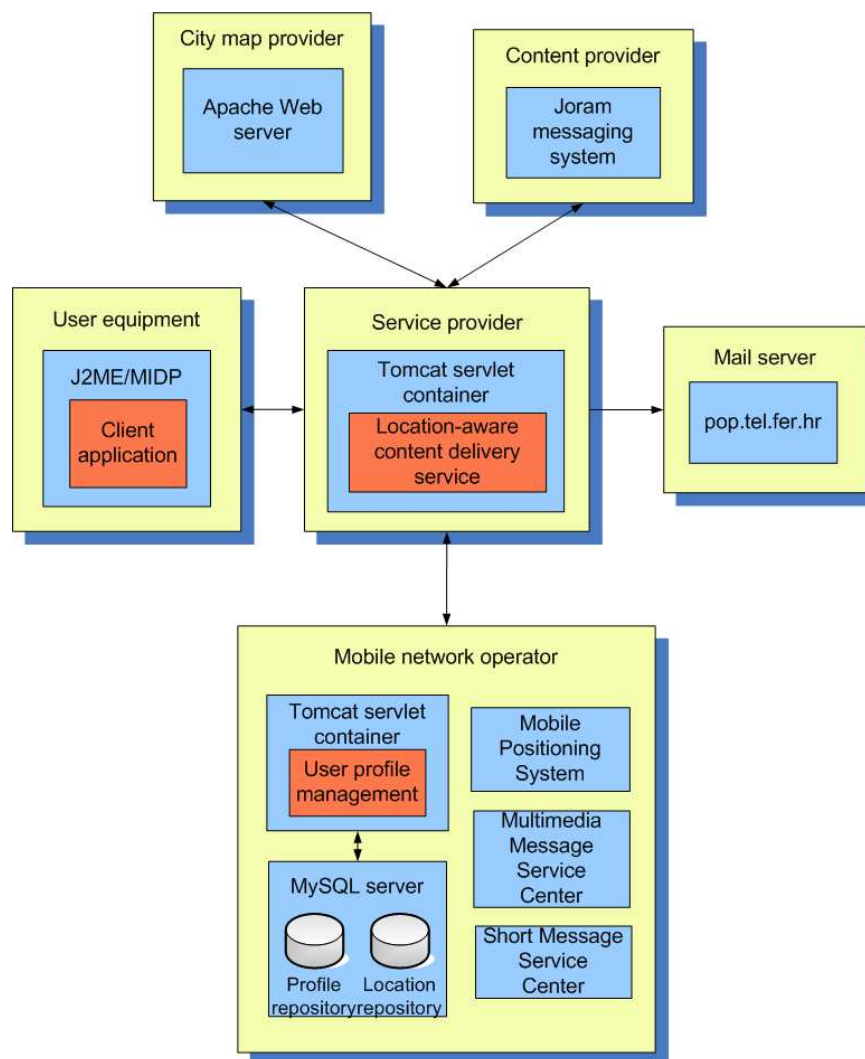 City map provider
Apache Web
server
Content provider
Joram
messaging
system
User equipment
J2ME/MIDP
Client
application
Service provider
Tomcat servlet
container
Location-aware
content delivery
service
Mail server
pop.tel.fer.hr
Mobile network operator
Tomcat servlet
container
User profile
management
MySQL server
Profile
repository
Location
repository
Mobile
Positioning
System
Multimedia
Message
Service
Center
Short Message
Service
Center